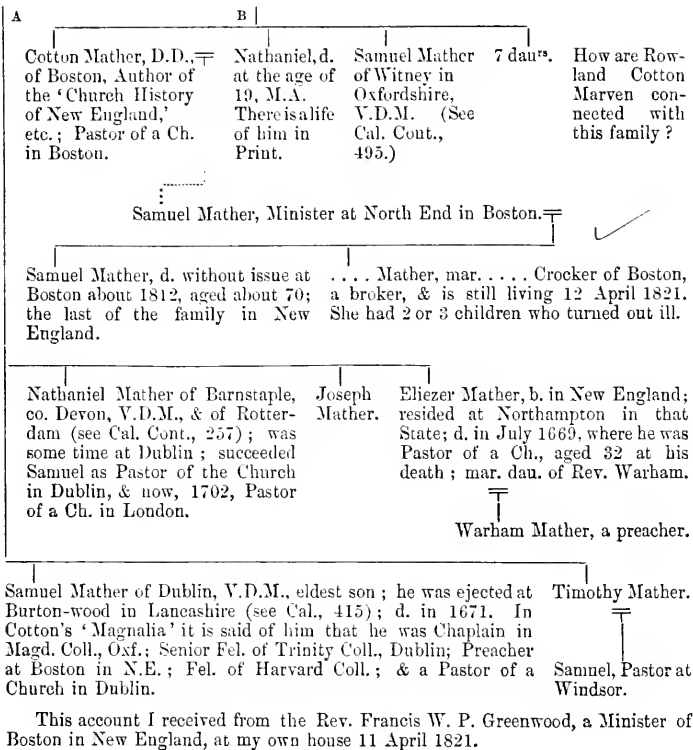 A B
Cotton Mather, D.D.,
of Boston, Author of
the ‘Church History
of New England,’
etc.; Pastor of a Ch.
in Boston.
Nathaniel, d.
at the age of
19, M.A.
There is a life
of him in
Print.
Samuel Mather
of Witney in
Oxfordshire,
V.D.M. (See
Cal. Cont.,
495.)
7 daurs.
How are Row-
land Cotton
Marven con-
nected with
this family?
Samuel Mather, Minister at North End in Boston.
Samuel Mather, d. without issue at
Boston about 1812, aged about 70;
the last of the family in New
England.
.... Mather, mar. ..... Crocker of Boston,
a broker, & is still living 12 April 1821.
She had 2 or 3 children who turned out ill.
Nathaniel Mather of Barnstaple,
co. Devon, V.D.M., & of Rotter-
dam (see Cal. Cont., 257); was
some time at Dublin; succeeded
Samuel as Pastor of the Church
in Dublin, & now, 1702, Pastor
of a Ch. in London.
Joseph
Mather.
Eliezer Mather, b. in New England;
resided at Northampton in that
State; d. in July 1669, where he was
Pastor of a Ch., aged 32 at his
death; mar. dau. of Rev. Warham.
Warham Mather, a preacher.
Samuel Mather of Dublin, V.D.M., eldest son; he was ejected at
Burton-wood in Lancashire (see Cal., 415); d. in 1671. In
Cotton's ‘Magnalia’ it is said of him that he was Chaplain in
Magd. Coll., Oxf.; Senior Fel. of Trinity Coll., Dublin; Preacher
at Boston in N.E.; Fel. of Harvard Coll.; & a Pastor of a
Church in Dublin.
Timothy Mather.
Samuel, Pastor at
Windsor.
This account I received from the Rev. Francis W. P. Greenwood, a Minister of
Boston in New England, at my own house 11 April 1821.